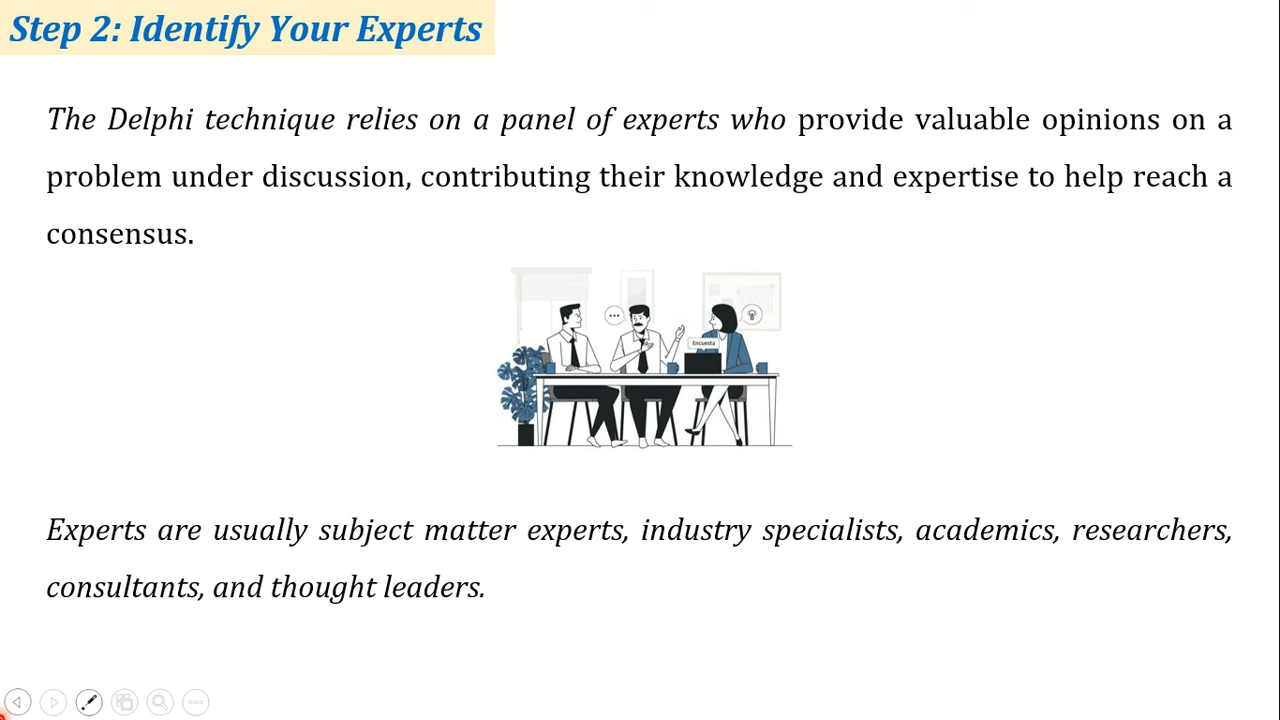 Step 2: Identify Your Experts
The Delphi technique relies on a panel of experts who provide valuable opinions on a
problem under discussion, contributing their knowledge and expertise to help reach a
consensus.
Encuesta
Experts are usually subject matter experts, industry specialists, academics, researchers,
consultants, and thought leaders.